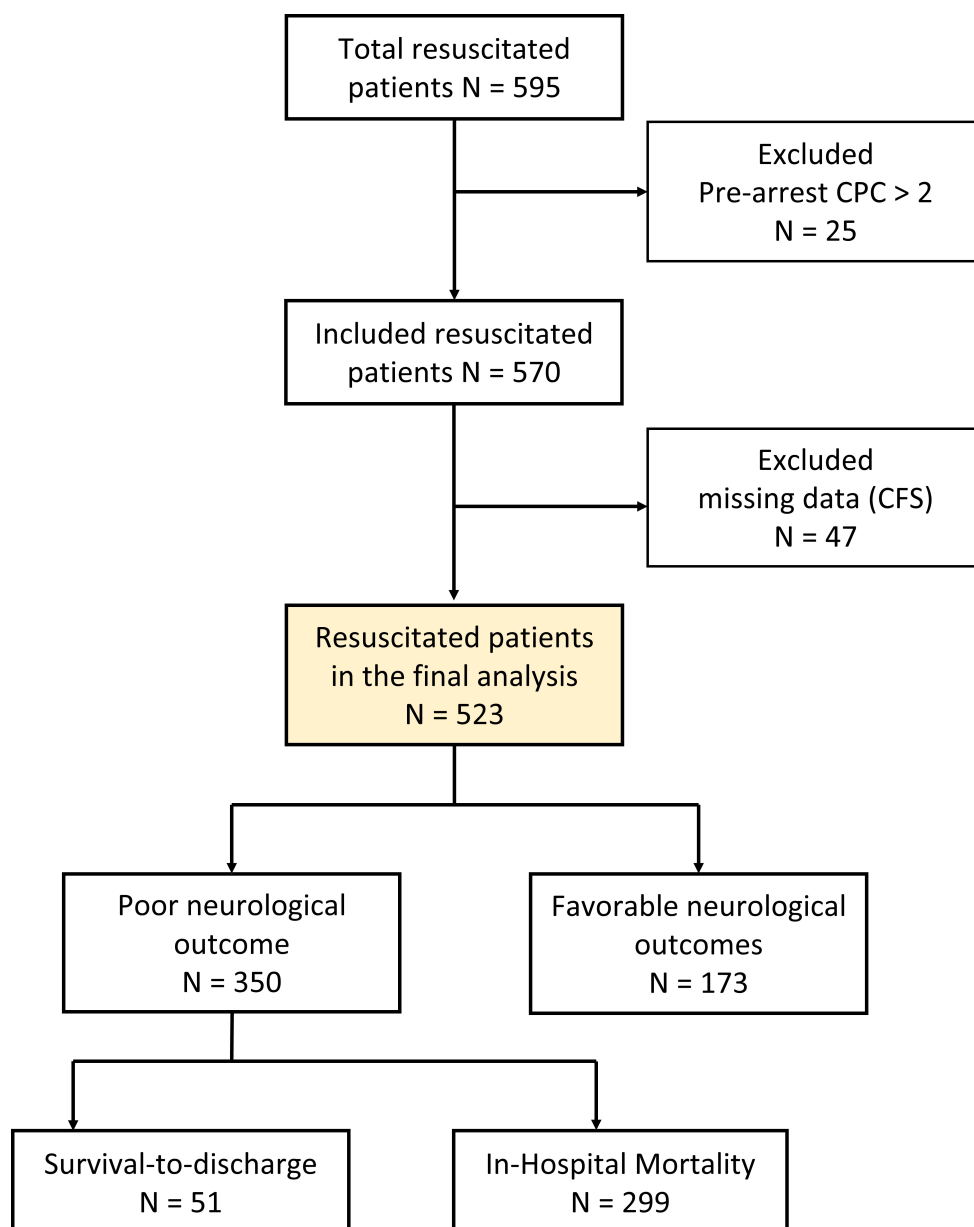 Total resuscitated
patients N = 595
Excluded
Pre-arrest CPC > 2
N = 25
Included resuscitated
patients N = 570
Excluded
missing data (CFS)
N = 47
Resuscitated patients
in the final analysis
N = 523
Poor neurological
outcome
N = 350
Favorable neurological
outcomes
N = 173
Survival-to-discharge
N = 51
In-Hospital Mortality
N = 299